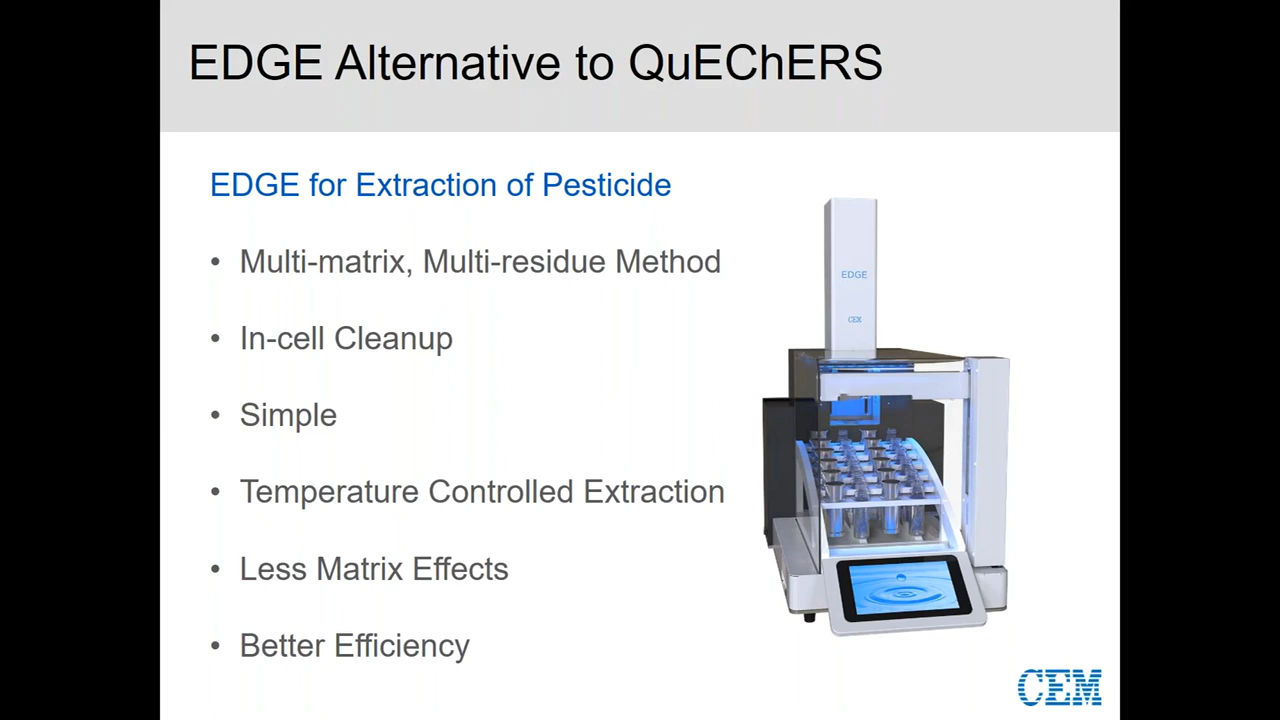 EDGE Alternative to QuEChERS
EDGE for Extraction of Pesticide
• Multi-matrix, Multi-residue Method
• In-cell Cleanup
• Simple
• Temperature Controlled Extraction
• Less Matrix Effects
• Better Efficiency
EDGE
CEM
CEM